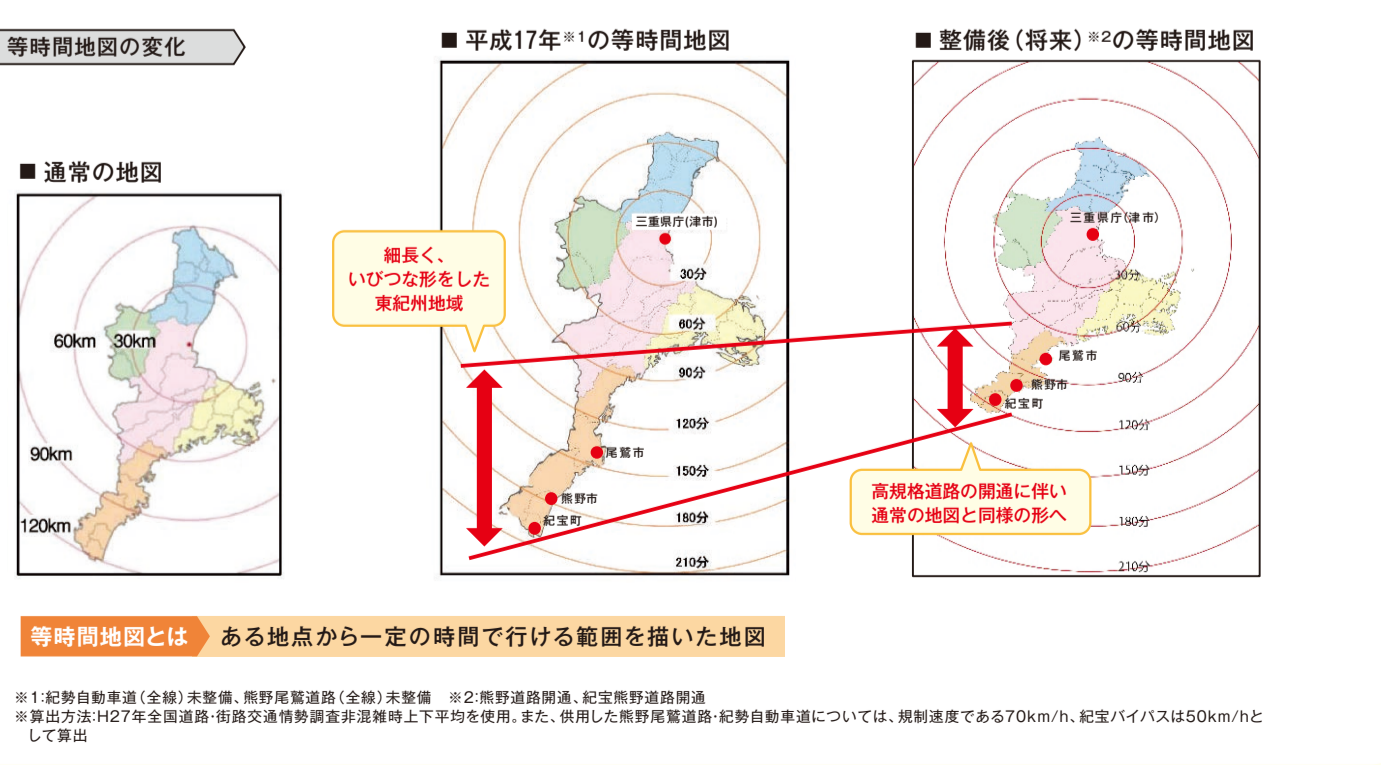 等時間地図の変化
■ 通常の地図
60km
30km
90km
120km
■ 平成17年※1の等時間地図
細長く、
いびつな形をした
東紀州地域
三重県庁(津市)
30分
60分
90分
120分
150分
180分
210分
尾鷲市
熊野市
紀宝町
■ 整備後(将来)※2の等時間地図
三重県庁(津市)
30分
60分
90分
120分
150分
180分
210分
尾鷲市
熊野市
紀宝町
高規格道路の開通に伴い
通常の地図と同様の形へ
等時間地図とは ある地点から一定の時間で行ける範囲を描いた地図
※1:紀勢自動車道(全線)未整備、熊野尾鷲道路(全線)未整備 ※2:熊野道路開通、紀宝熊野道路開通
※算出方法:H27年全国道路・街路交通情勢調査非混雑時上下平均を使用。また、供用した熊野尾鷲道路・紀勢自動車道については、規制速度である70km/h、紀宝バイパスは50km/hと
して算出